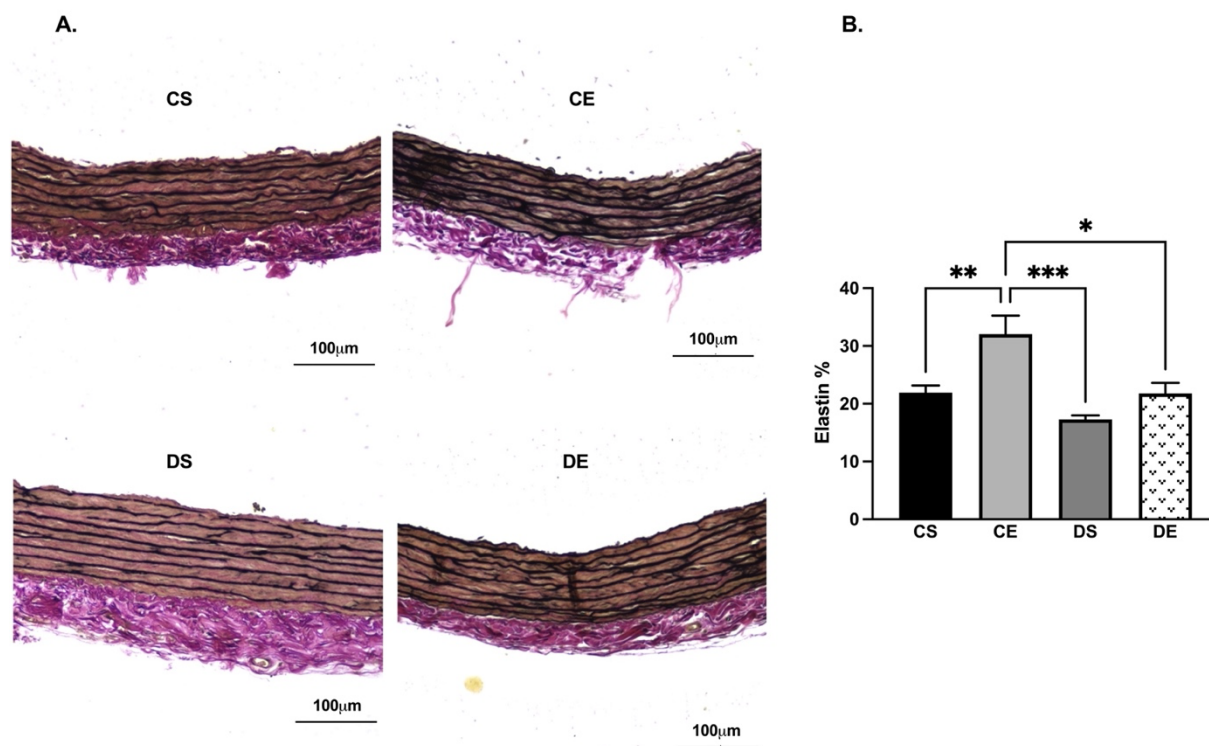 A.
B.
CS
CE
100μm
100μm
DS
DE
100μm
100μm
* 
** ***
40
30
20
10
0
Elastin %
CS CE DS DE